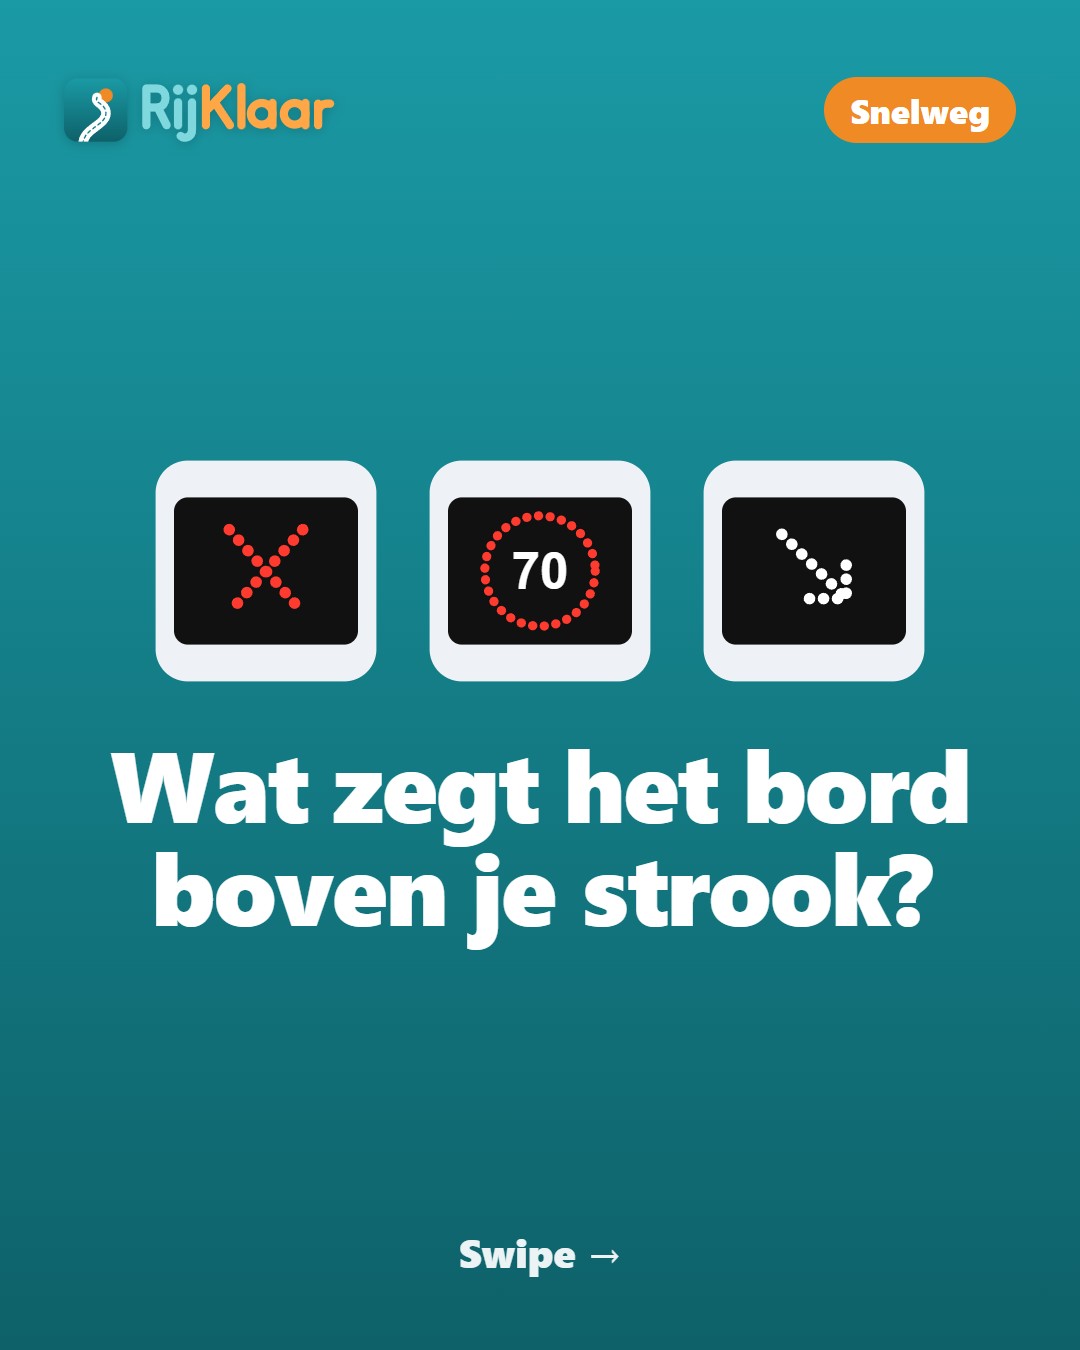 RijKlaar
Snelweg
70
Wat zegt het bord
boven je strook?
Swipe →